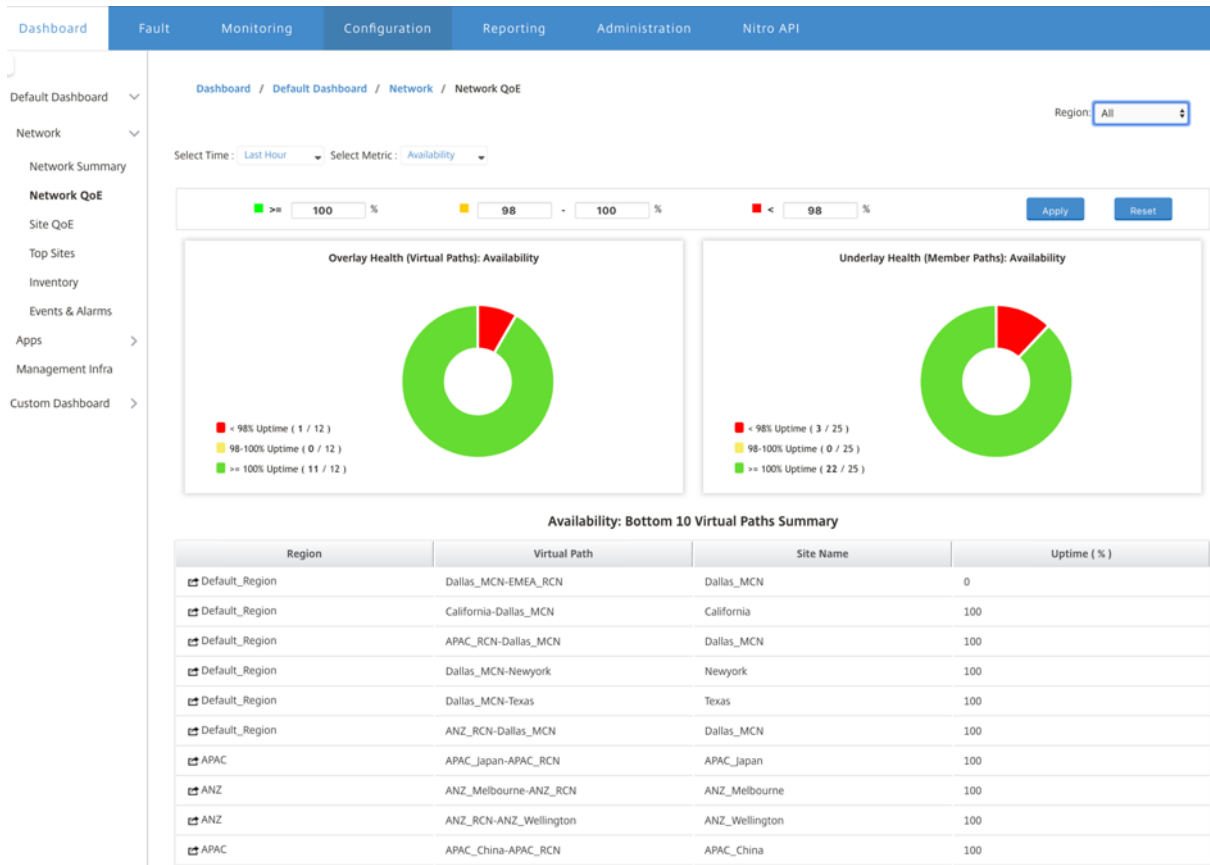 Dashboard Fault Monitoring Configuration Reporting Administration Nitro API
Default Dashboard
Network
Network Summary
Network QoE
Site QoE
Top Sites
Inventory
Events & Alarms
Apps
Management Infra
Custom Dashboard
Dashboard / Default Dashboard / Network / Network QoE
Region: All
Select Time : Last Hour Select Metric : Availability
>= 100 % 98 - 100 % < 98 % Apply Reset
Overlay Health (Virtual Paths): Availability
< 98% Uptime ( 1 / 12 )
98-100% Uptime ( 0 / 12 )
>= 100% Uptime ( 11 / 12 )
Underlay Health (Member Paths): Availability
< 98% Uptime ( 3 / 25 )
98-100% Uptime ( 0 / 25 )
>= 100% Uptime ( 22 / 25 )
Availability: Bottom 10 Virtual Paths Summary
Region Virtual Path Site Name Uptime ( % )
Default_Region Dallas_MCN-EMEA_RCN Dallas_MCN 0
Default_Region California-Dallas_MCN California 100
Default_Region APAC_RCN-Dallas_MCN Dallas_MCN 100
Default_Region Dallas_MCN-Newyork Newyork 100
Default_Region Dallas_MCN-Texas Texas 100
Default_Region ANZ_RCN-Dallas_MCN Dallas_MCN 100
APAC APAC_Japan-APAC_RCN APAC_Japan 100
ANZ ANZ_Melbourne-ANZ_RCN ANZ_Melbourne 100
ANZ ANZ_RCN-ANZ_Wellington ANZ_Wellington 100
APAC APAC_China-APAC_RCN APAC_China 100